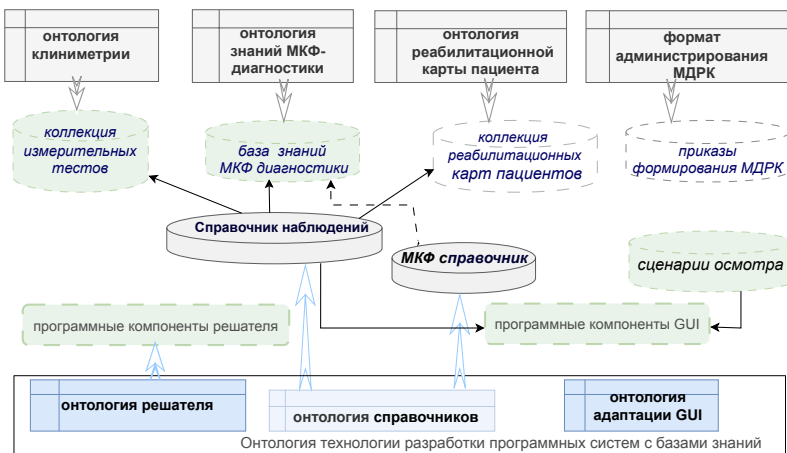 онтология
клиниметрии
онтология
знаний МКФ-
диагностики
онтология
реабилитационной
карты пациента
формат
администрирования
МДРК
коллекция
измерительных
тестов
база знаний
МКФ диагностики
коллекция
реабилитационных
карт пациентов
приказы
формирования МДРК
Справочник наблюдений
МКФ справочник
сценарии осмотра
программные компоненты решателя
программные компоненты GUI
онтология решателя
онтология справочников
онтология
адаптации GUI
Онтология технологии разработки программных систем с базами знаний